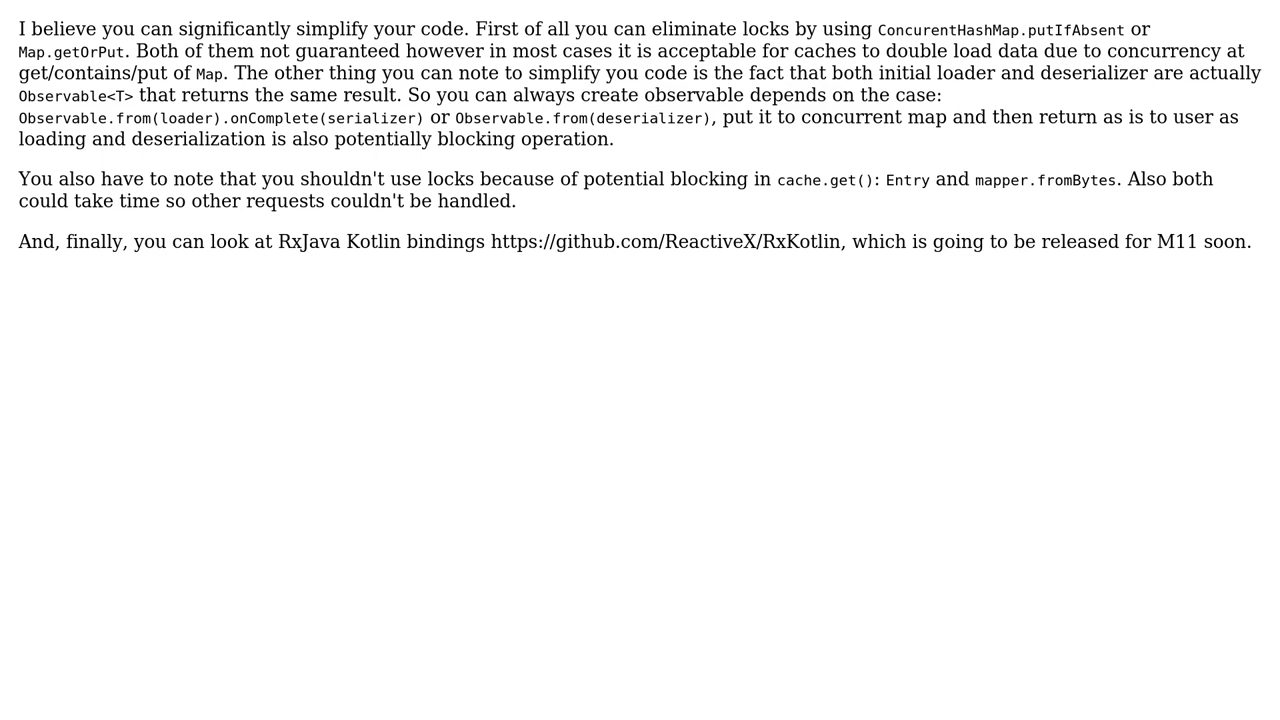 I believe you can significantly simplify your code. First of all you can eliminate locks by using ConcurentHashMap.putIfAbsent or
Map.getOrPut. Both of them not guaranteed however in most cases it is acceptable for caches to double load data due to concurrency at
get/contains/put of Map. The other thing you can note to simplify you code is the fact that both initial loader and deserializer are actually
Observable<T> that returns the same result. So you can always create observable depends on the case:
Observable.from(loader).onComplete(serializer) or Observable.from(deserializer), put it to concurrent map and then return as is to user as
loading and deserialization is also potentially blocking operation.
You also have to note that you shouldn't use locks because of potential blocking in cache.get(): Entry and mapper.fromBytes. Also both
could take time so other requests couldn't be handled.
And, finally, you can look at RxJava Kotlin bindings https://github.com/ReactiveX/RxKotlin, which is going to be released for M11 soon.